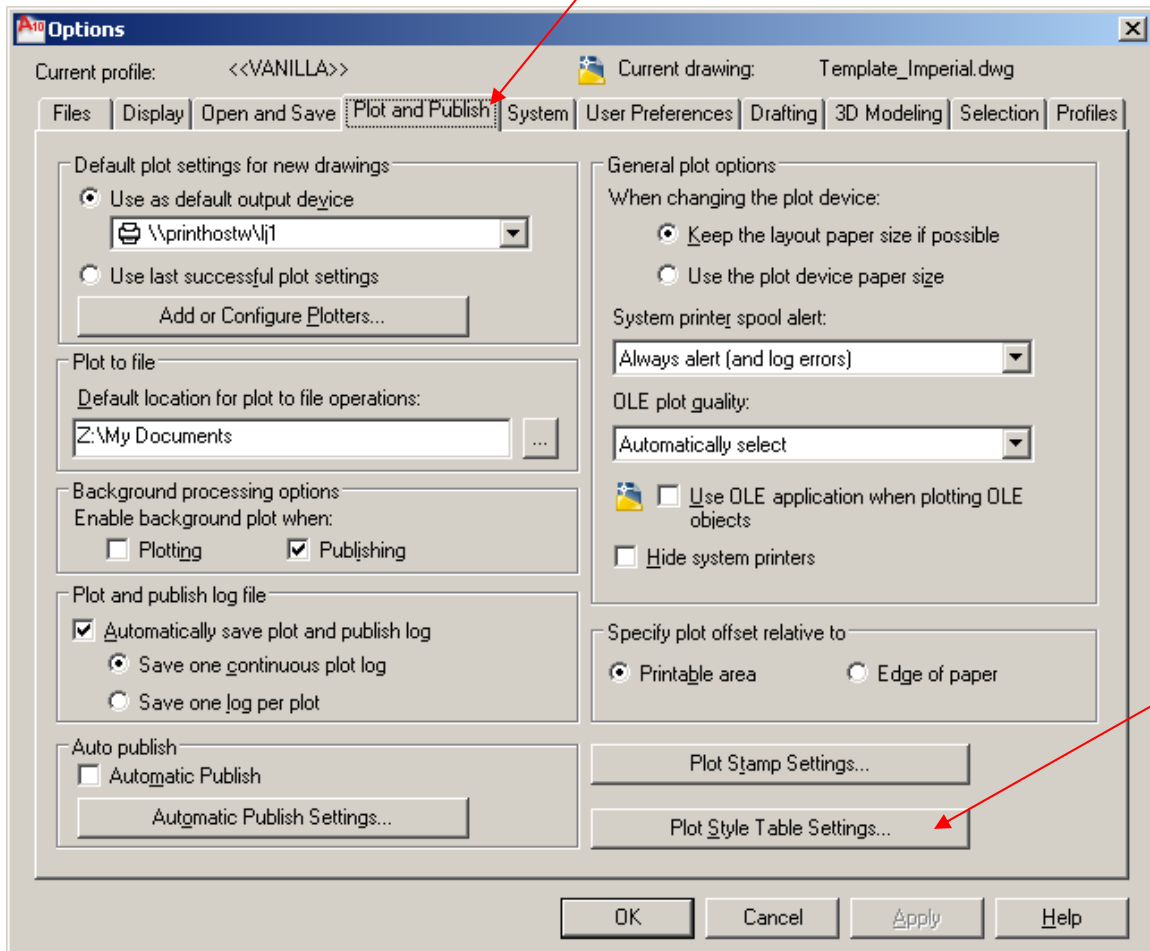 A10 Options
Current profile: <<VANILLA>> Current drawing: Template_Imperial.dwg
Files Display Open and Save Plot and Publish System User Preferences Drafting 3D Modeling Selection Profiles
Default plot settings for new drawings
Use as default output device
\\printhostw\lj1
Use last successful plot settings
Add or Configure Plotters...
Plot to file
Default location for plot to file operations:
Z:\My Documents
...
Background processing options
Enable background plot when:
Plotting Publishing
Plot and publish log file
Automatically save plot and publish log
Save one continuous plot log
Save one log per plot
Auto publish
Automatic Publish
Automatic Publish Settings...
General plot options
When changing the plot device:
Keep the layout paper size if possible
Use the plot device paper size
System printer spool alert:
Always alert (and log errors)
OLE plot quality:
Automatically select
Use OLE application when plotting OLE
objects
Hide system printers
Specify plot offset relative to
Printable area Edge of paper
Plot Stamp Settings...
Plot Style Table Settings...
OK Cancel Apply Help